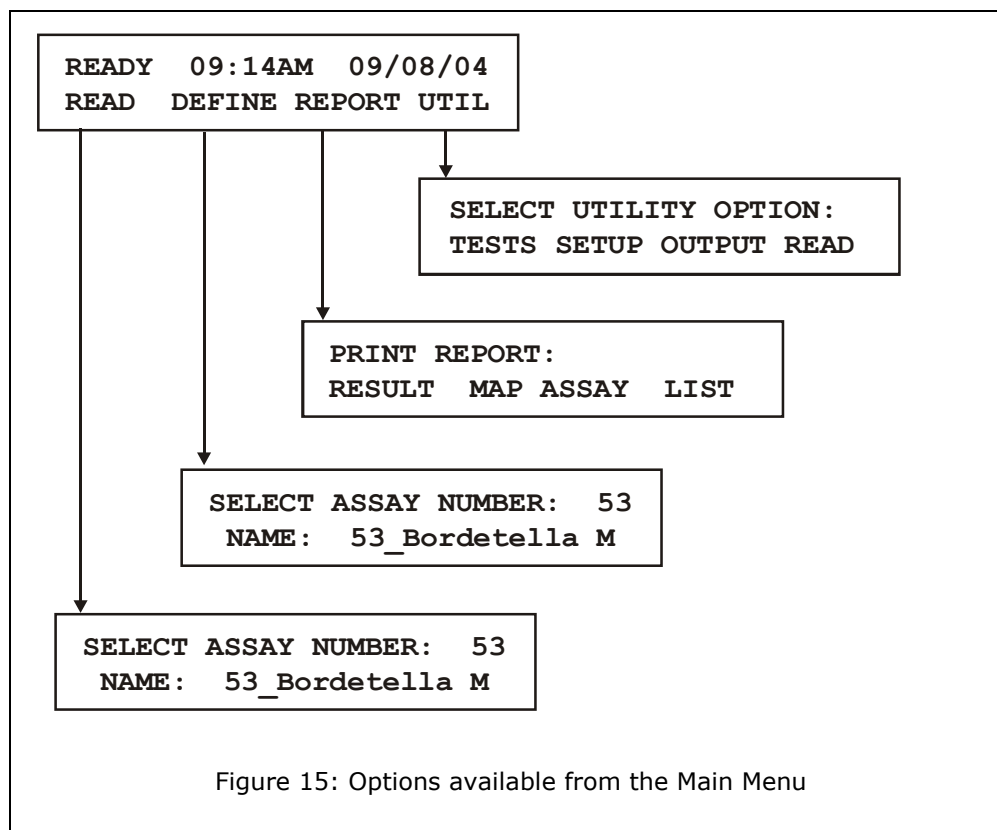 READY 09:14AM 09/08/04
READ DEFINE REPORT UTIL
SELECT UTILITY OPTION:
TESTS SETUP OUTPUT READ
PRINT REPORT:
RESULT MAP ASSAY LIST
SELECT ASSAY NUMBER: 53
NAME: 53_Bordetella M
SELECT ASSAY NUMBER: 53
NAME: 53_Bordetella M
Figure 15: Options available from the Main Menu